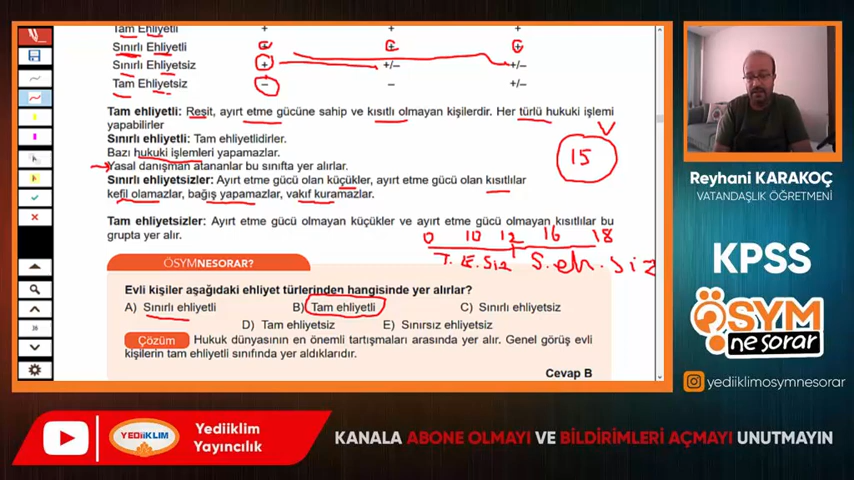 Tam Ehliyetli + +
Sınırlı Ehliyetli + + +
Sınırlı Ehliyetsiz + +/– +/–
Tam Ehliyetsiz – – +/–
Tam ehliyetli: Reşit, ayırt etme gücüne sahip ve kısıtlı olmayan kişilerdir. Her türlü hukuki işlemi
yapabilirler
Sınırlı ehliyetli: Tam ehliyetlidirler.
Bazı hukuki işlemleri yapamazlar.
Yasal danışman atananlar bu sınıfta yer alırlar.
Sınırlı ehliyetsizler: Ayırt etme gücü olan küçükler, ayırt etme gücü olan kısıtlılar
kefil olamazlar, bağış yapamazlar, vakıf kuramazlar.
15
Tam ehliyetsizler: Ayırt etme gücü olmayan küçükler ve ayırt etme gücü olmayan kısıtlılar bu
grupta yer alır.
0 10 12 16 18
T. E. Siz S. eh. siz
ÖSYMNESORAR?
Evli kişiler aşağıdaki ehliyet türlerinden hangisinde yer alırlar?
A) Sınırlı ehliyetli B) Tam ehliyetli C) Sınırlı ehliyetsiz
D) Tam ehliyetsiz E) Sınırsız ehliyetsiz
Çözüm Hukuk dünyasının en önemli tartışmaları arasında yer alır. Genel görüş evli
kişilerin tam ehliyetli sınıfında yer aldıklarıdır.
Cevap B
Reyhani KARAKOÇ
VATANDAŞLIK ÖĞRETMENİ
KPSS
ÖSYM
ne sorar
yediiklimosymnesorar
YEDİİKLİM
Yediiklim
Yayıncılık
KANALA ABONE OLMAYI VE BİLDİRİMLERİ AÇMAYI UNUTMAYIN